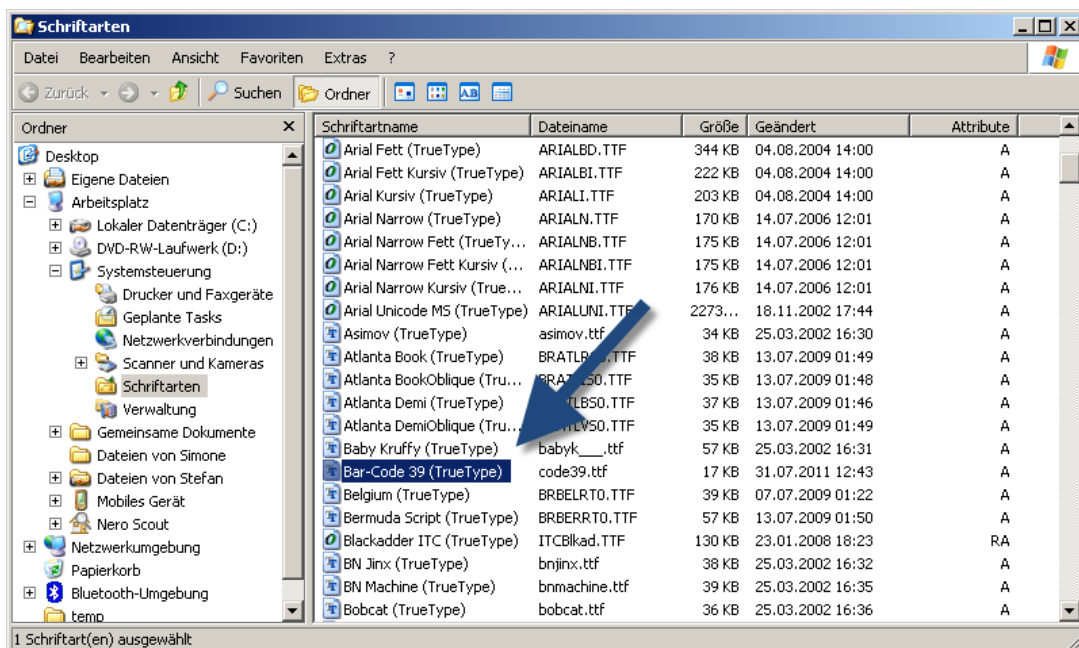 Schriftarten
Datei Bearbeiten Ansicht Favoriten Extras ?
Zurück Suchen Ordner
Ordner
Desktop
Eigene Dateien
Arbeitsplatz
Lokaler Datenträger (C:)
DVD-RW-Laufwerk (D:)
Systemsteuerung
Drucker und Faxgeräte
Geplante Tasks
Netzwerkverbindungen
Scanner und Kameras
Schriftarten
Verwaltung
Gemeinsame Dokumente
Dateien von Simone
Dateien von Stefan
Mobiles Gerät
Nero Scout
Netzwerkumgebung
Papierkorb
Bluetooth-Umgebung
temp
Schriftartname Dateiname Größe Geändert Attribute
Arial Fett (TrueType) ARIALBD.TTF 344 KB 04.08.2004 14:00 A
Arial Fett Kursiv (TrueType) ARIALBI.TTF 222 KB 04.08.2004 14:00 A
Arial Kursiv (TrueType) ARIALI.TTF 203 KB 04.08.2004 14:00 A
Arial Narrow (TrueType) ARIALN.TTF 170 KB 14.07.2006 12:01 A
Arial Narrow Fett (TrueTy... ARIALNB.TTF 175 KB 14.07.2006 12:01 A
Arial Narrow Fett Kursiv (... ARIALNBI.TTF 175 KB 14.07.2006 12:01 A
Arial Narrow Kursiv (True... ARIALNI.TTF 176 KB 14.07.2006 12:01 A
Arial Unicode MS (TrueType) ARIALUNI.TTF 2273... 18.11.2002 17:44 A
Asimov (TrueType) asimov.ttf 34 KB 25.03.2002 16:30 A
Atlanta Book (TrueType) 38 KB 13.07.2009 01:49 A
Atlanta BookOblique (Tru... 35 KB 13.07.2009 01:48 A
Atlanta Demi (TrueType) 37 KB 13.07.2009 01:46 A
Atlanta DemiOblique (Tru... 35 KB 13.07.2009 01:49 A
Baby Kruffy (TrueType) babyk___.ttf 57 KB 25.03.2002 16:31 A
Bar-Code 39 (TrueType) code39.ttf 17 KB 31.07.2011 12:43 A
Belgium (TrueType) BRBELRT0.TTF 39 KB 07.07.2009 01:22 A
Bermuda Script (TrueType) BRBERRT0.TTF 57 KB 13.07.2009 01:50 A
Blackadder ITC (TrueType) ITCBlkad.TTF 130 KB 23.01.2008 18:23 RA
BN Jinx (TrueType) bnjinx.ttf 38 KB 25.03.2002 16:32 A
BN Machine (TrueType) bnmachine.ttf 39 KB 25.03.2002 16:35 A
Bobcat (TrueType) bobcat.ttf 36 KB 25.03.2002 16:36 A
1 Schriftart(en) ausgewählt